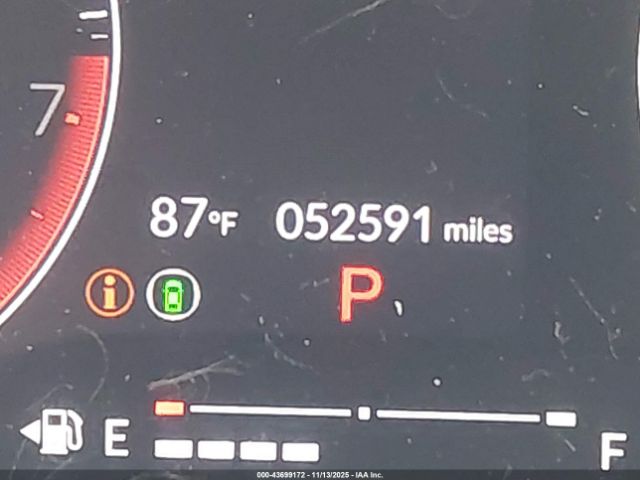 7
87°F 052591 miles
i P
E F
000-43699172 - 11/13/2025 - IAA Inc.